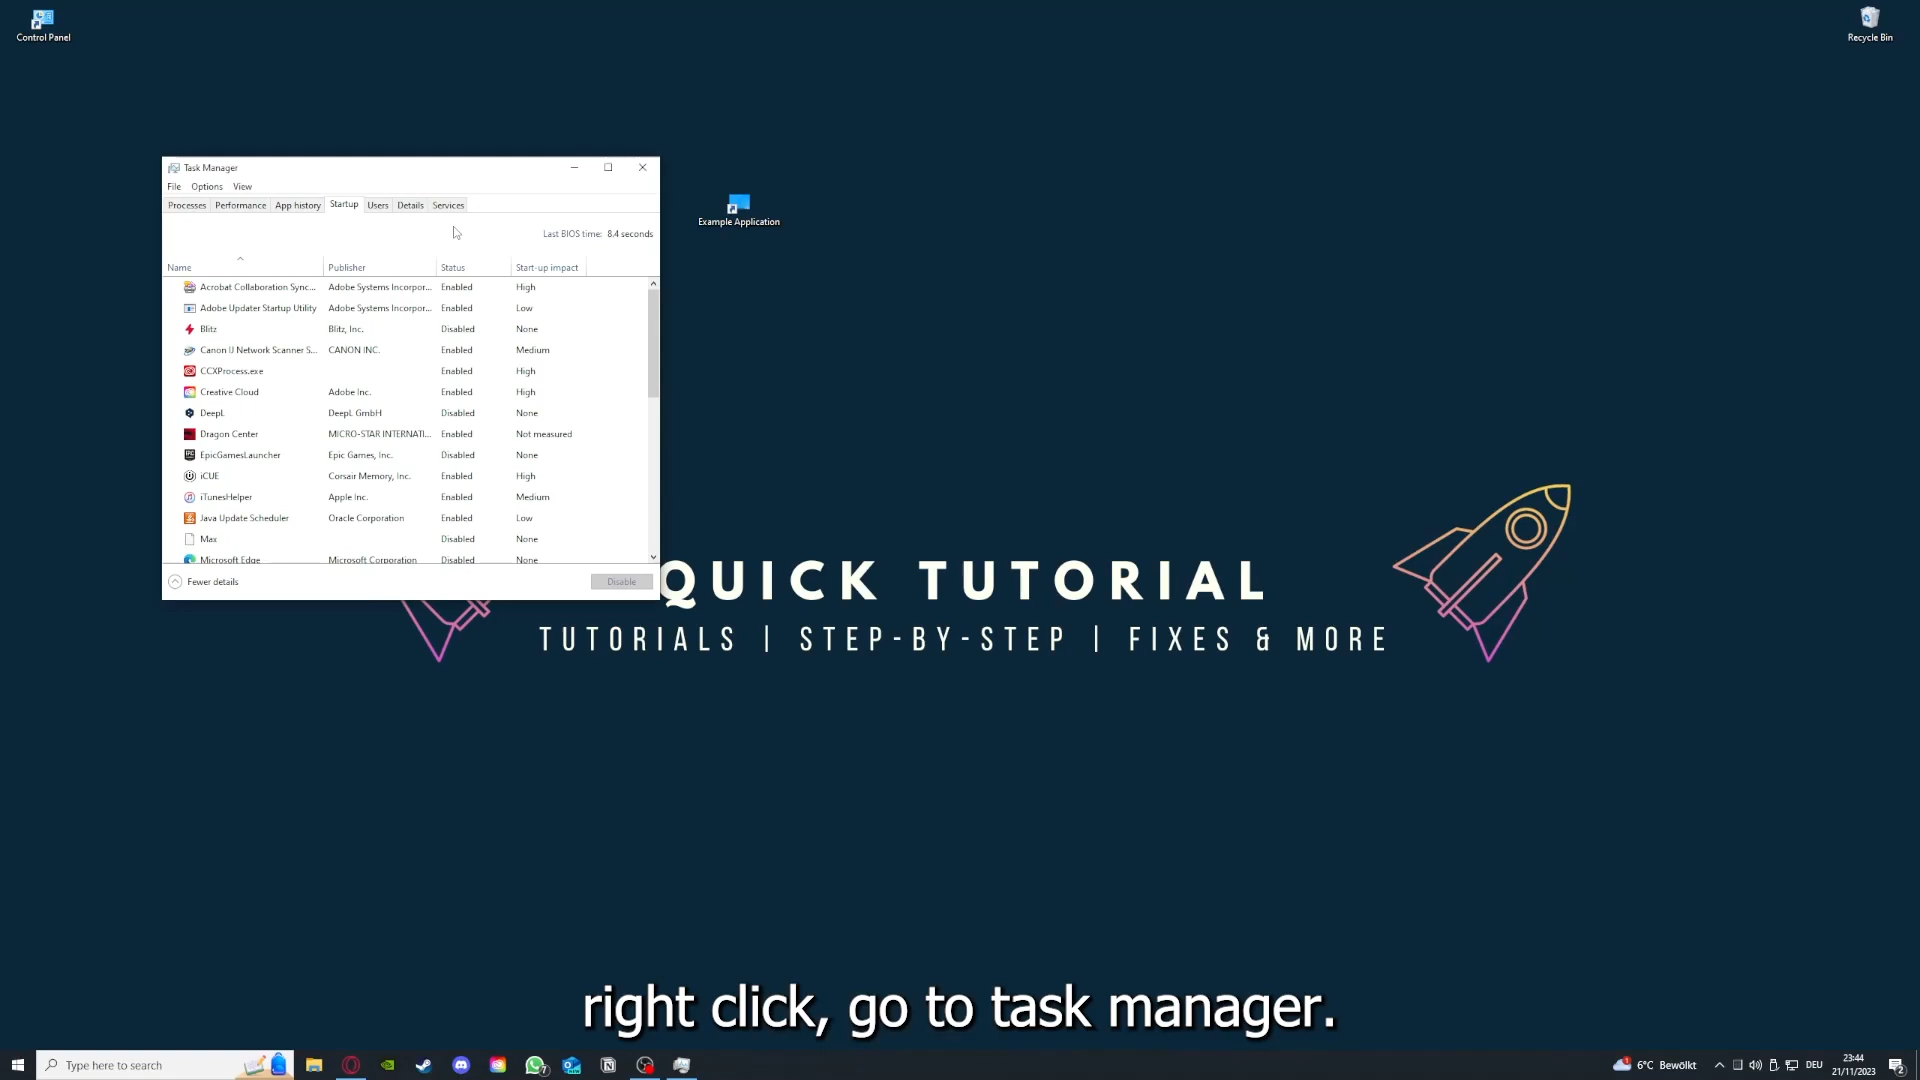 Control Panel
Recycle Bin
Task Manager
File Options View
Processes Performance App history Startup Users Details Services
Example Application
Last BIOS time: 8.4 seconds
Name Publisher Status Start-up impact
Acrobat Collaboration Sync... Adobe Systems Incorpor... Enabled High
Adobe Updater Startup Utility Adobe Systems Incorpor... Enabled Low
Blitz Blitz, Inc. Disabled None
Canon IJ Network Scanner S... CANON INC. Enabled Medium
CCXProcess.exe Enabled High
Creative Cloud Adobe Inc. Enabled High
DeepL DeepL GmbH Disabled None
Dragon Center MICRO-STAR INTERNATI... Enabled Not measured
EpicGamesLauncher Epic Games, Inc. Disabled None
iCUE Corsair Memory, Inc. Enabled High
iTunesHelper Apple Inc. Enabled Medium
Java Update Scheduler Oracle Corporation Enabled Low
Max Disabled None
Microsoft Edge Microsoft Corporation Disabled None
Fewer details Disable
QUICK TUTORIAL
TUTORIALS | STEP-BY-STEP | FIXES & MORE
right click, go to task manager.
Type here to search
7
1
6°C Bewölkt
DEU
23:44
21/11/2023
2